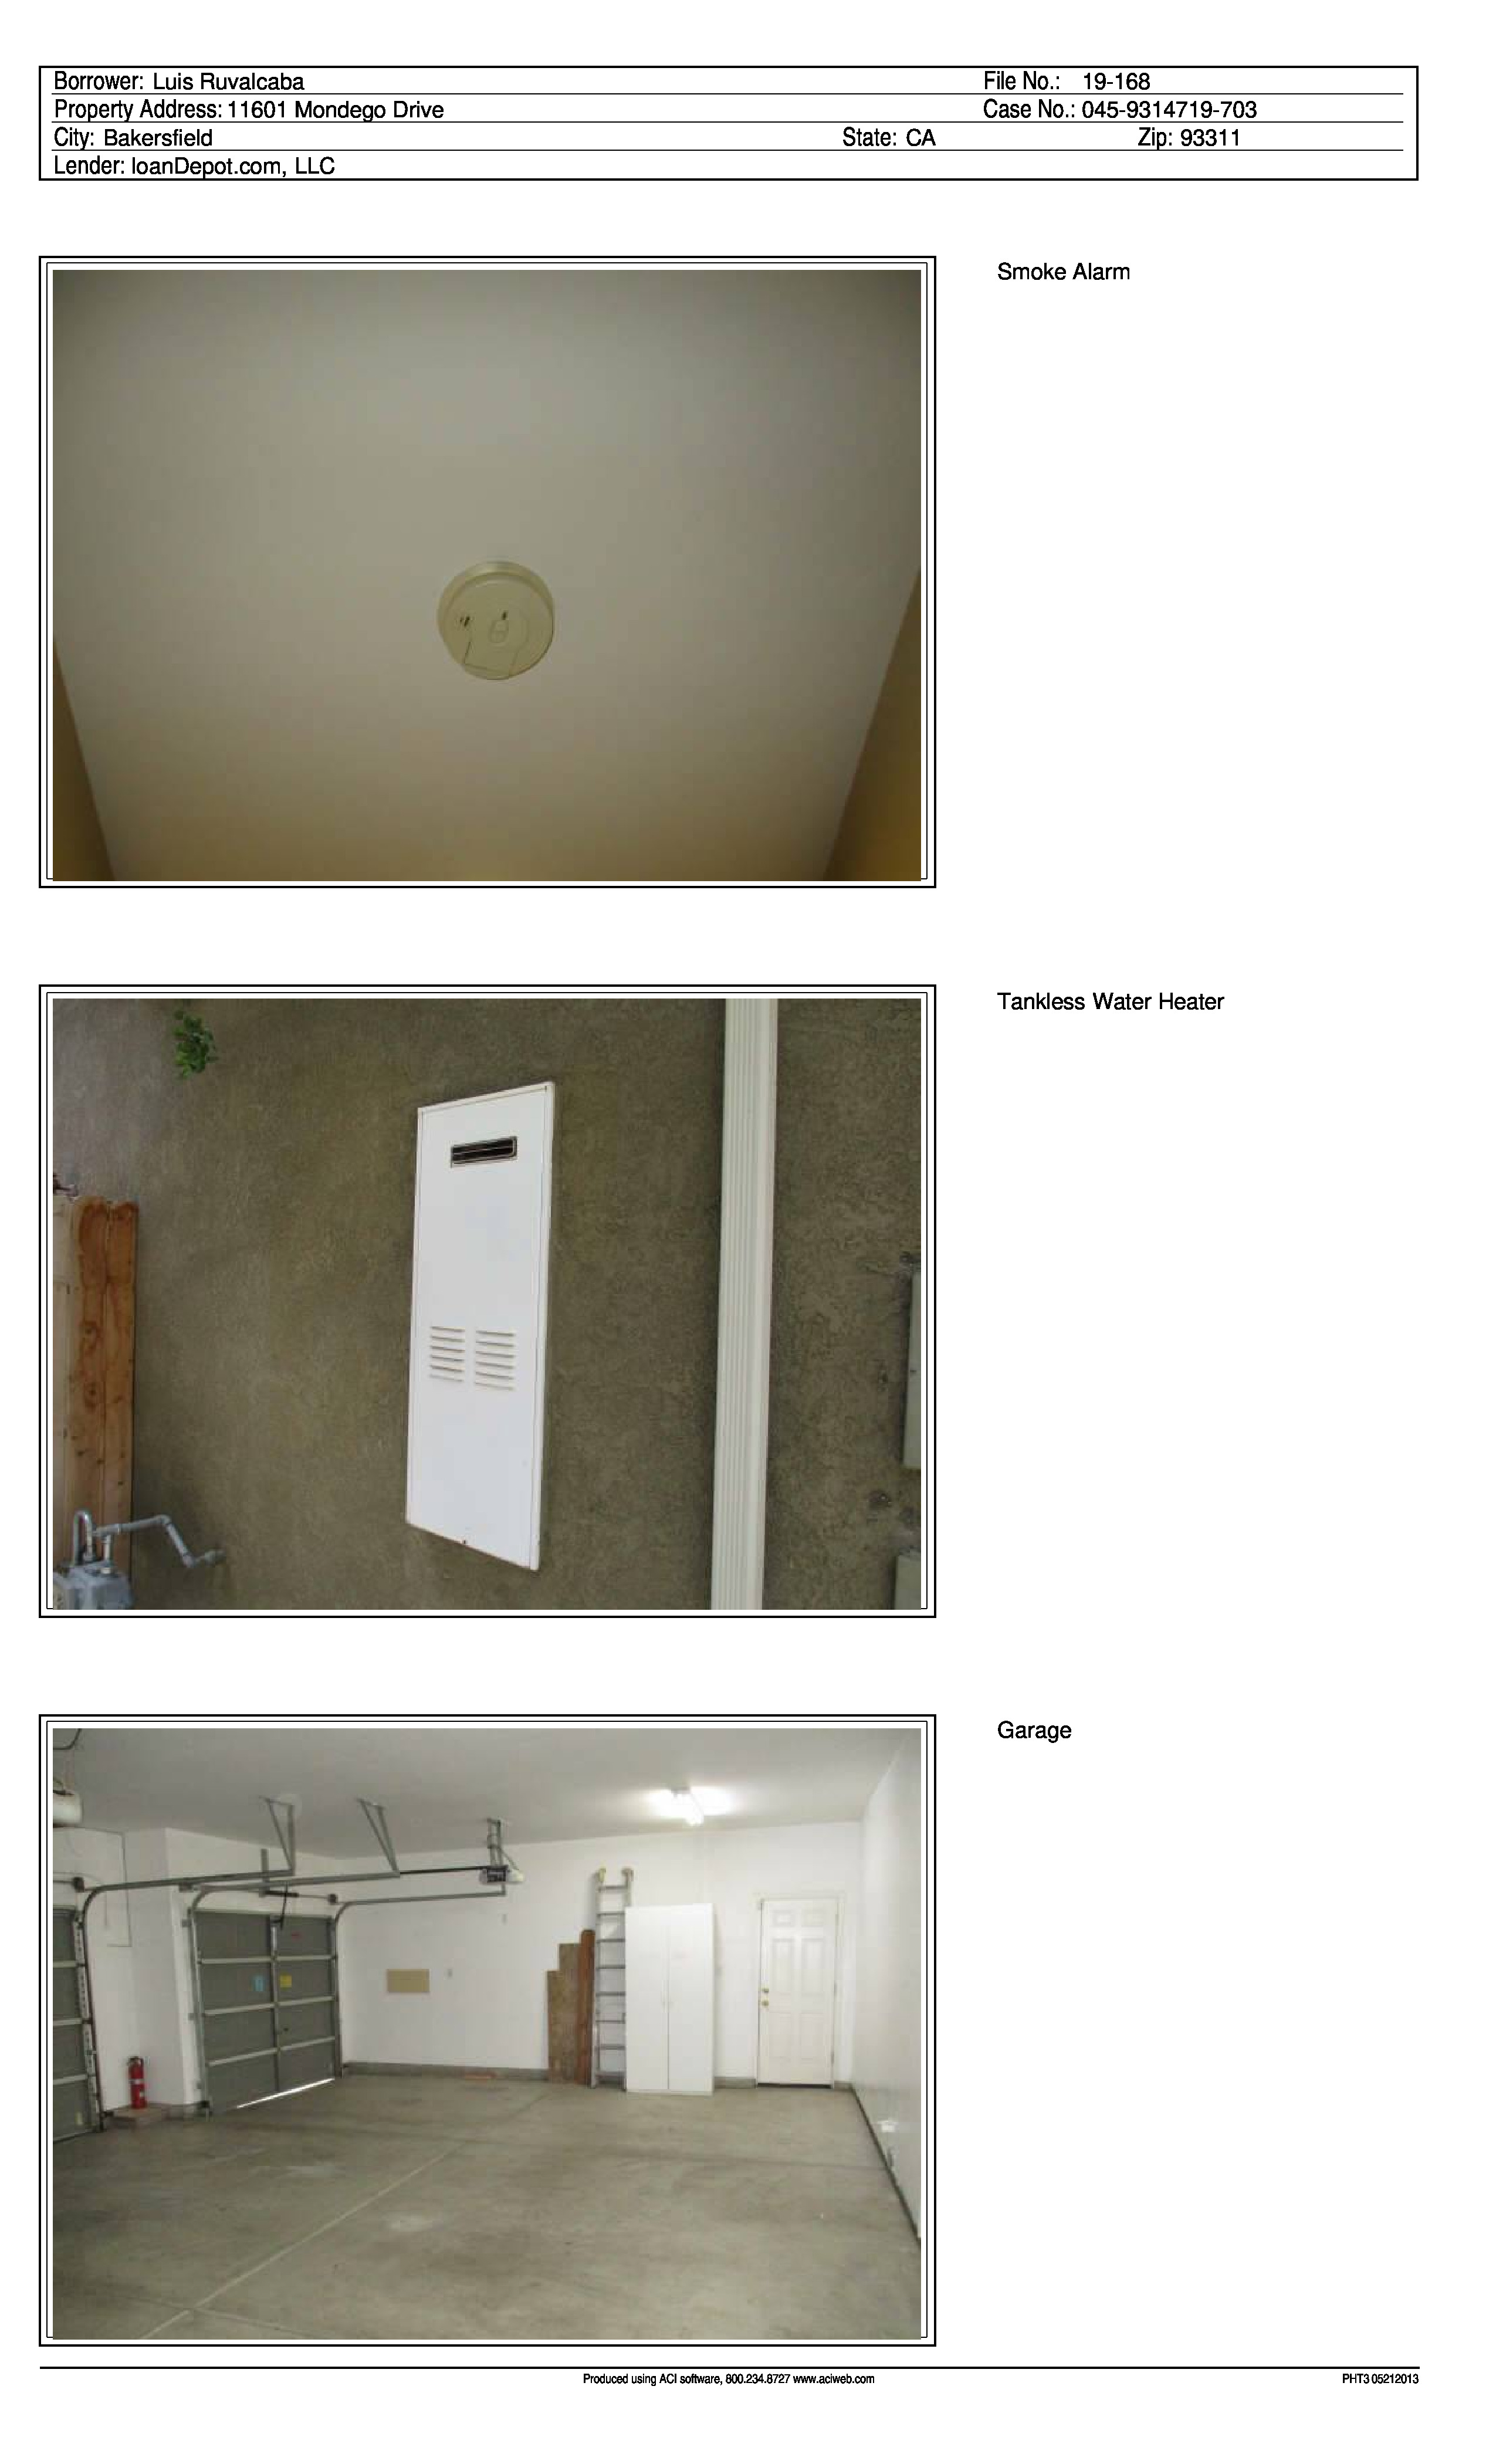 Borrower: Luis Ruvalcaba File No.: 19-168
Property Address: 11601 Mondego Drive Case No.: 045-9314719-703
City: Bakersfield State: CA Zip: 93311
Lender: loanDepot.com, LLC
Smoke Alarm
Tankless Water Heater
Garage
Produced using ACI software, 800.234.8727 www.aciweb.com PHT3 05212013